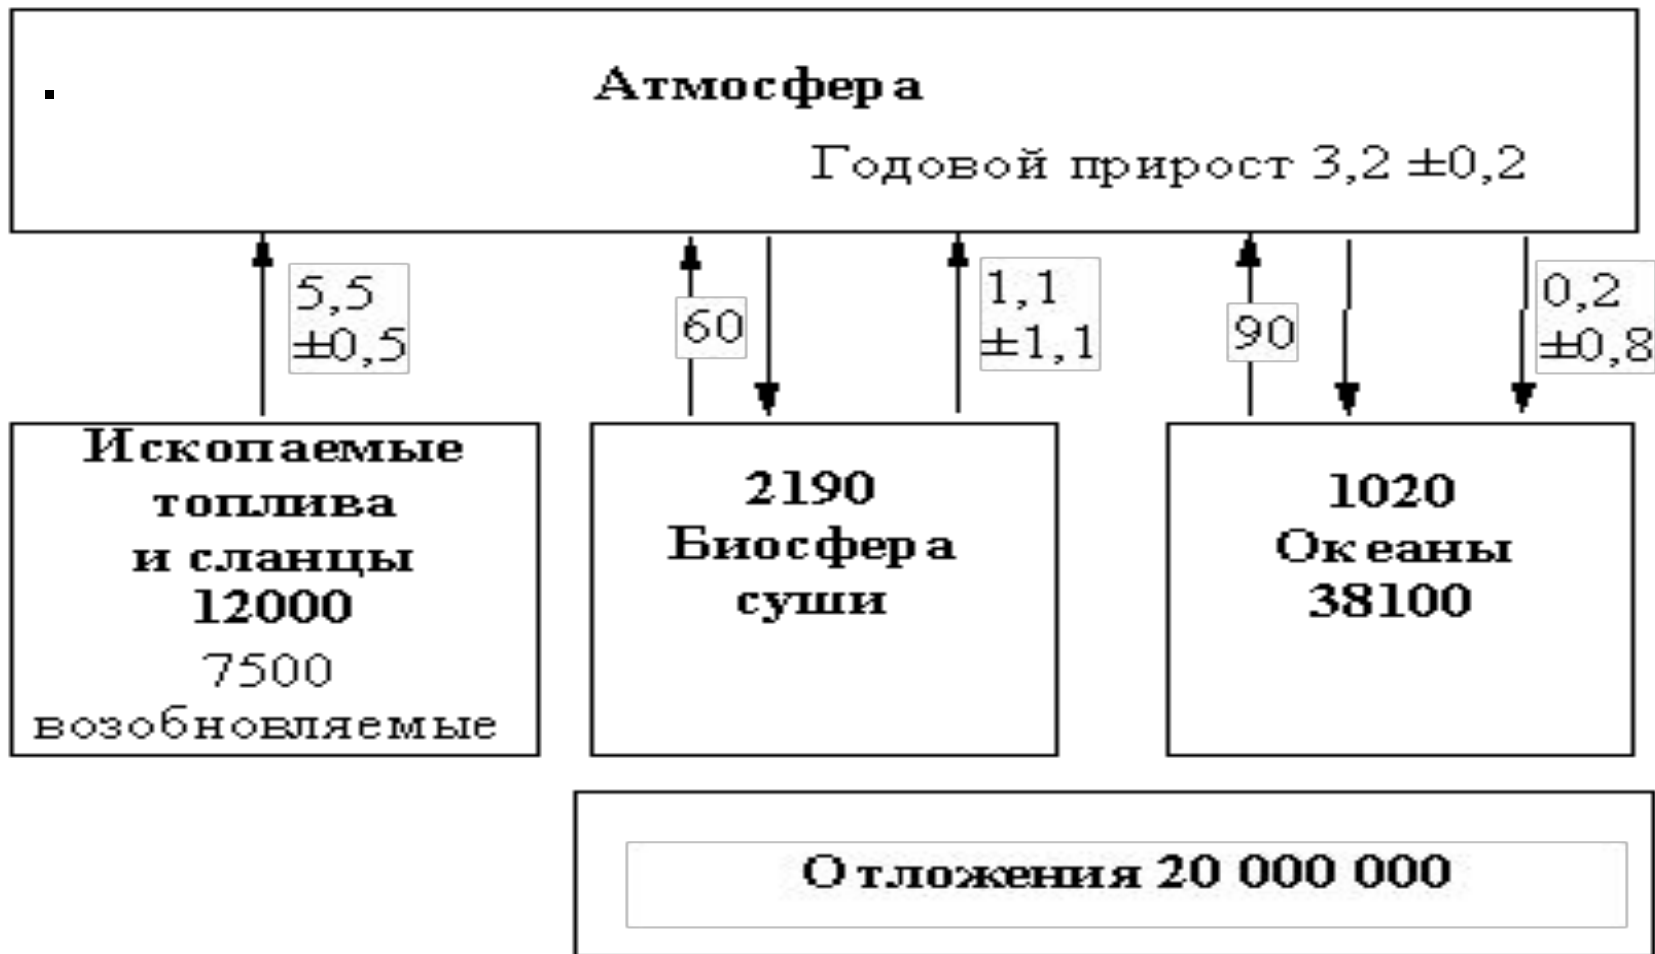 Атмосфера
Годовой прирост 3,2 ±0,2
5,5
±0,5
60
1,1
±1,1
90
0,2
±0,8
Ископаемые
топлива
и сланцы
12000
7500
возобновляемые
2190
Биосфера
суши
1020
Океаны
38100
Отложения 20 000 000